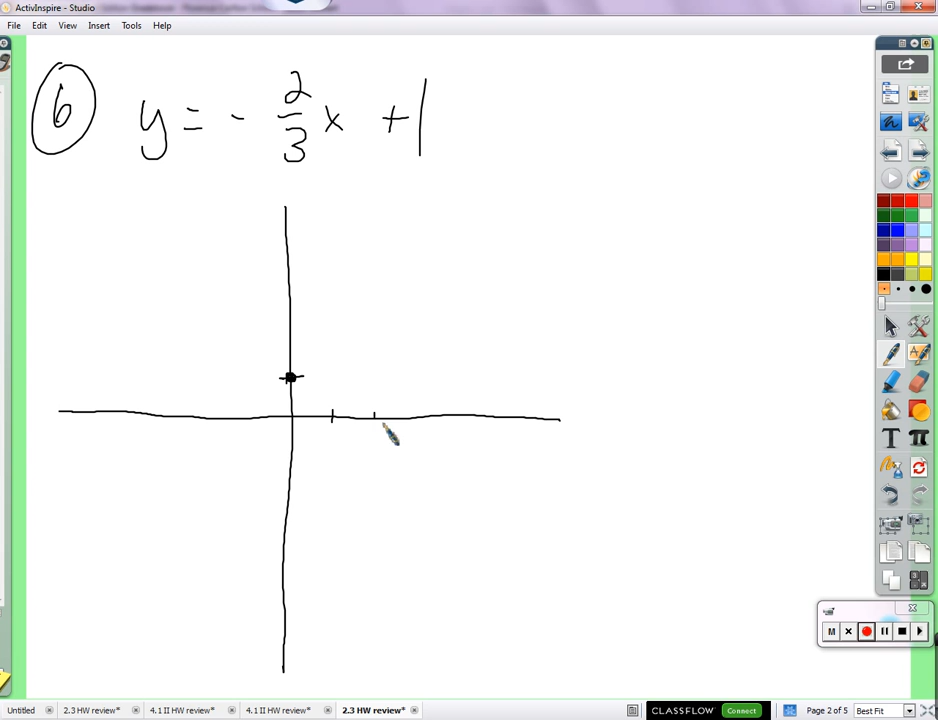 ActivInspire - Studio
File Edit View Insert Tools Help
6 y = - 2/3 x + 1
M
Untitled 2.3 HW review* 4.1 II HW review* 4.1 II HW review* 2.3 HW review*
CLASSFLOW Connect Page 2 of 5 Best Fit